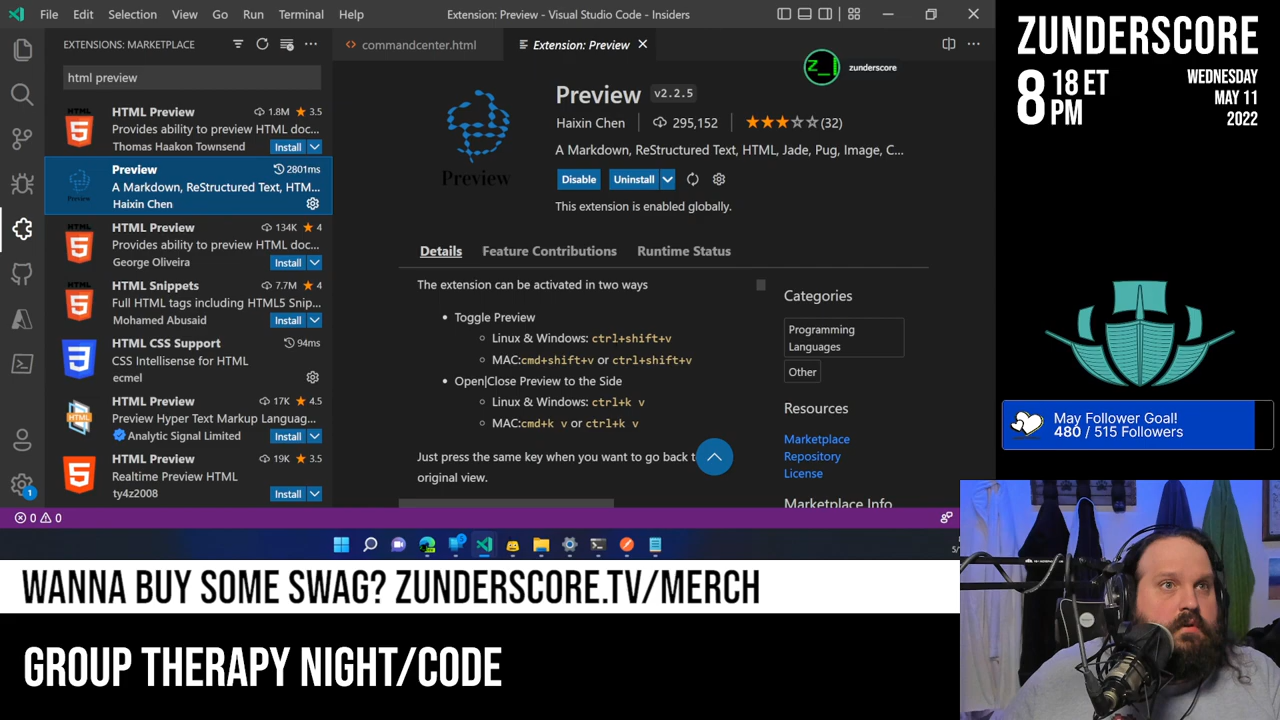 File Edit Selection View Go Run Terminal Help
Extension: Preview - Visual Studio Code - Insiders
EXTENSIONS: MARKETPLACE
html preview
HTML Preview 1.8M 3.5
Provides ability to preview HTML doc...
Thomas Haakon Townsend Install
Preview 2801ms
A Markdown, ReStructured Text, HTM...
Haixin Chen
HTML Preview 134K 4
Provides ability to preview HTML doc...
George Oliveira Install
HTML Snippets 7.7M 4
Full HTML tags including HTML5 Snip...
Mohamed Abusaid Install
HTML CSS Support 94ms
CSS Intellisense for HTML
ecmel
HTML Preview 17K 4.5
Preview Hyper Text Markup Languag...
Analytic Signal Limited Install
HTML Preview 19K 3.5
Realtime Preview HTML
ty4z2008 Install
1
0 0
commandcenter.html
Extension: Preview
zunderscore
Preview
Preview v2.2.5
Haixin Chen 295,152 (32)
A Markdown, ReStructured Text, HTML, Jade, Pug, Image, C...
Disable Uninstall
This extension is enabled globally.
Details Feature Contributions Runtime Status
The extension can be activated in two ways
• Toggle Preview
Linux & Windows: ctrl+shift+v
MAC:cmd+shift+v or ctrl+shift+v
• Open|Close Preview to the Side
Linux & Windows: ctrl+k v
MAC:cmd+k v or ctrl+k v
Just press the same key when you want to go back t
original view.
Categories
Programming
Languages
Other
Resources
Marketplace
Repository
License
Marketplace Info
ZUNDERSCORE
8 18 ET
PM
WEDNESDAY
MAY 11
2022
May Follower Goal!
480 / 515 Followers
WANNA BUY SOME SWAG? ZUNDERSCORE.TV/MERCH
GROUP THERAPY NIGHT/CODE